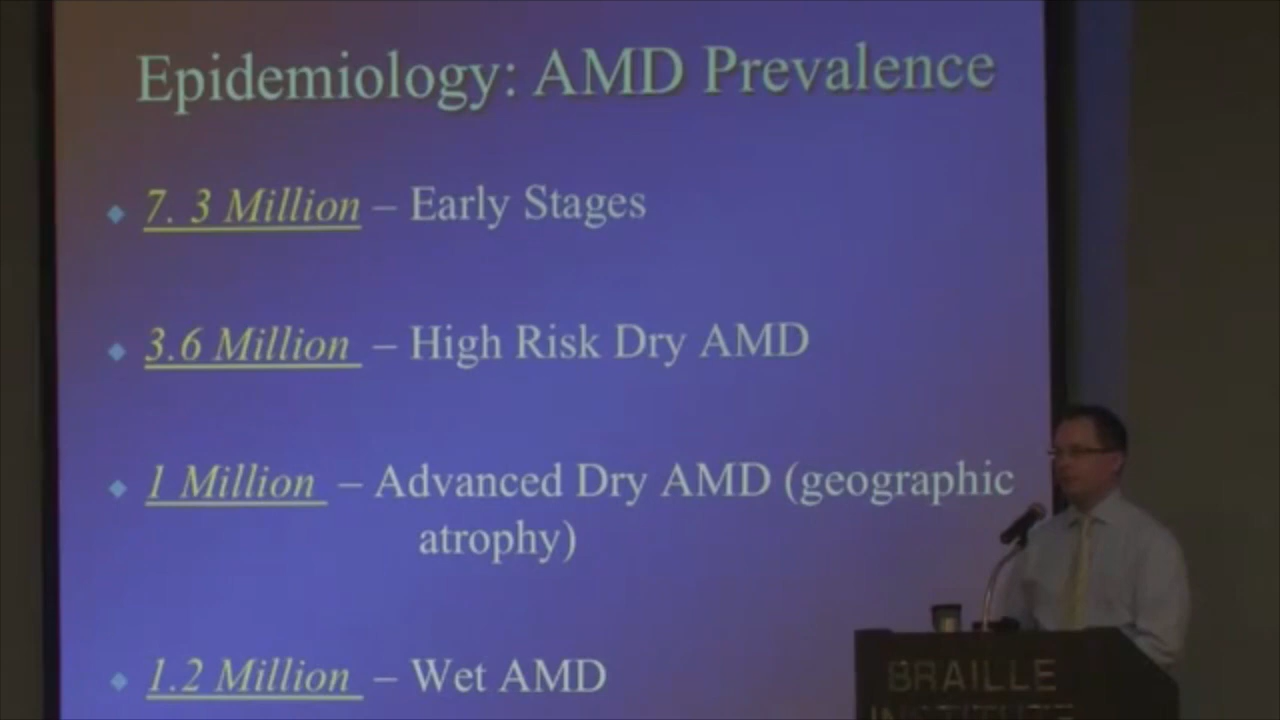 Epidemiology: AMD Prevalence
◆ 7. 3 Million – Early Stages
◆ 3.6 Million – High Risk Dry AMD
◆ 1 Million – Advanced Dry AMD (geographic
atrophy)
◆ 1.2 Million – Wet AMD
BRAILLE
INSTITUTE